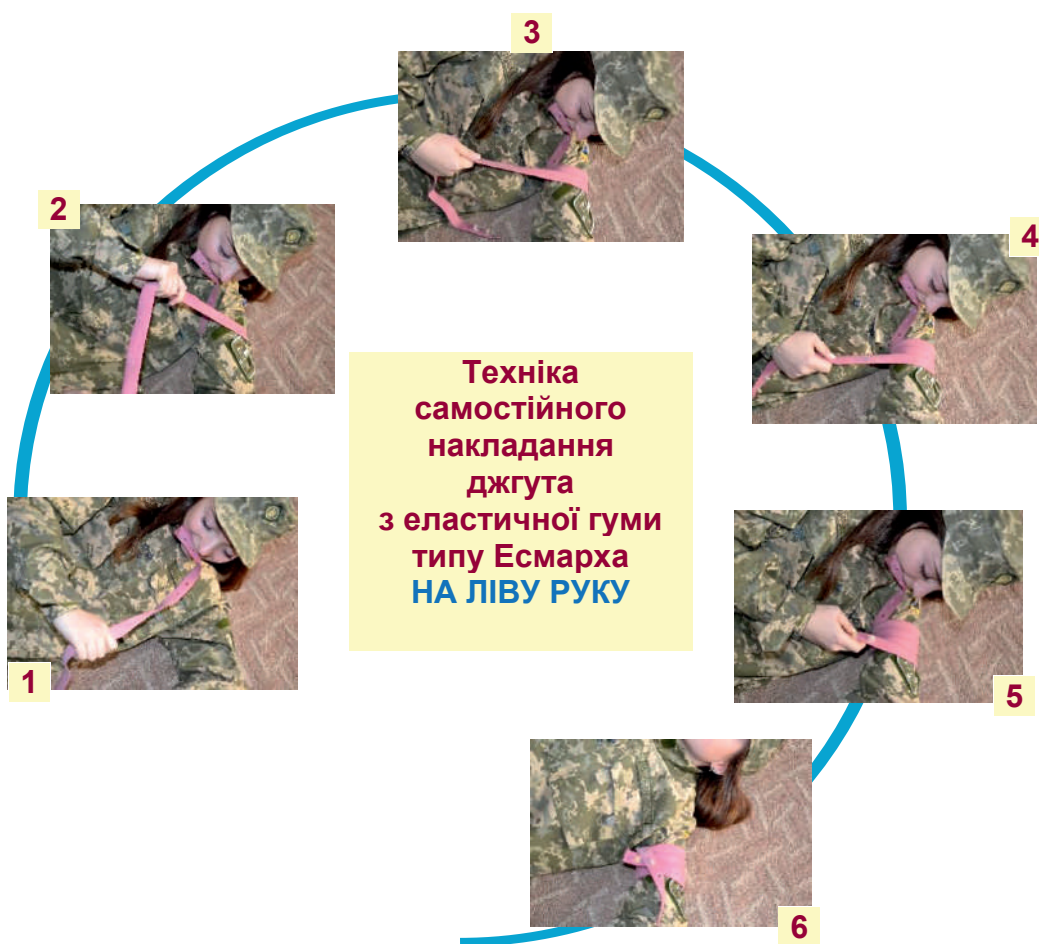 3
2
4
Техніка
самостійного
накладання
джгута
з еластичної гуми
типу Есмарха
НА ЛІВУ РУКУ
1
5
6